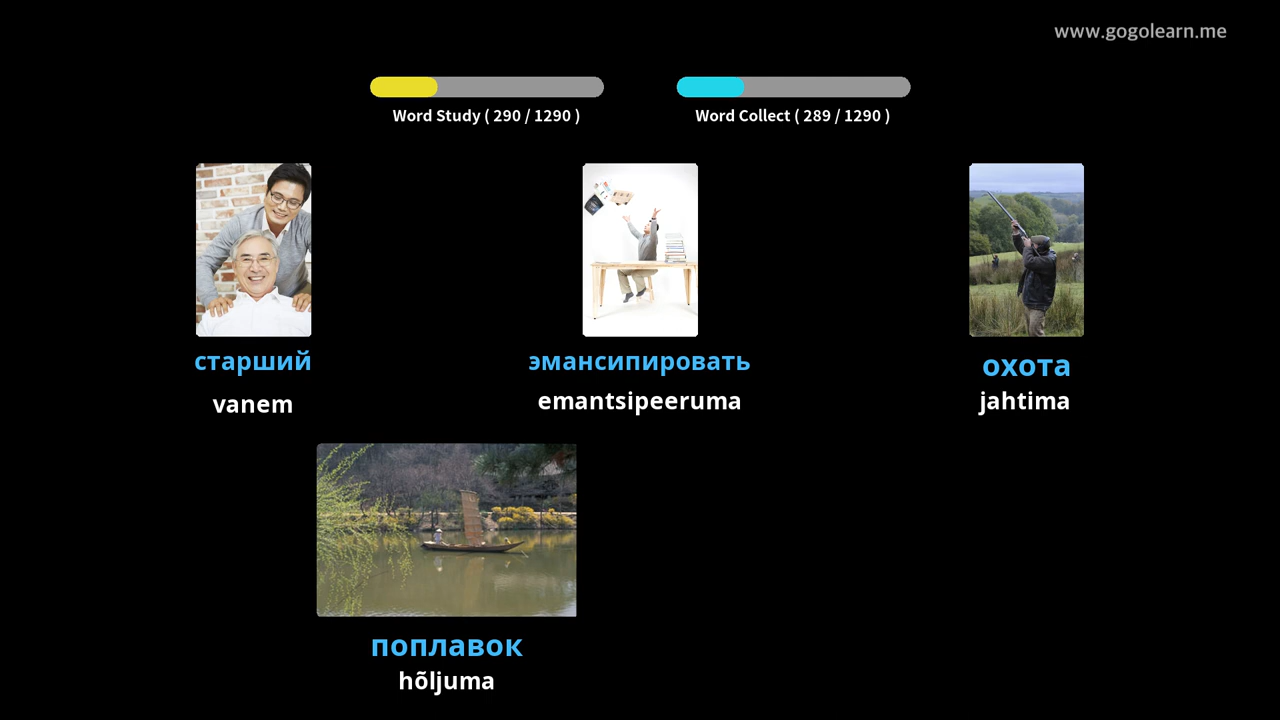 www.gogolearn.me
Word Study ( 290 / 1290 )
Word Collect ( 289 / 1290 )
старший
vanem
эмансипировать
emantsipeeruma
охота
jahtima
поплавок
hõljuma